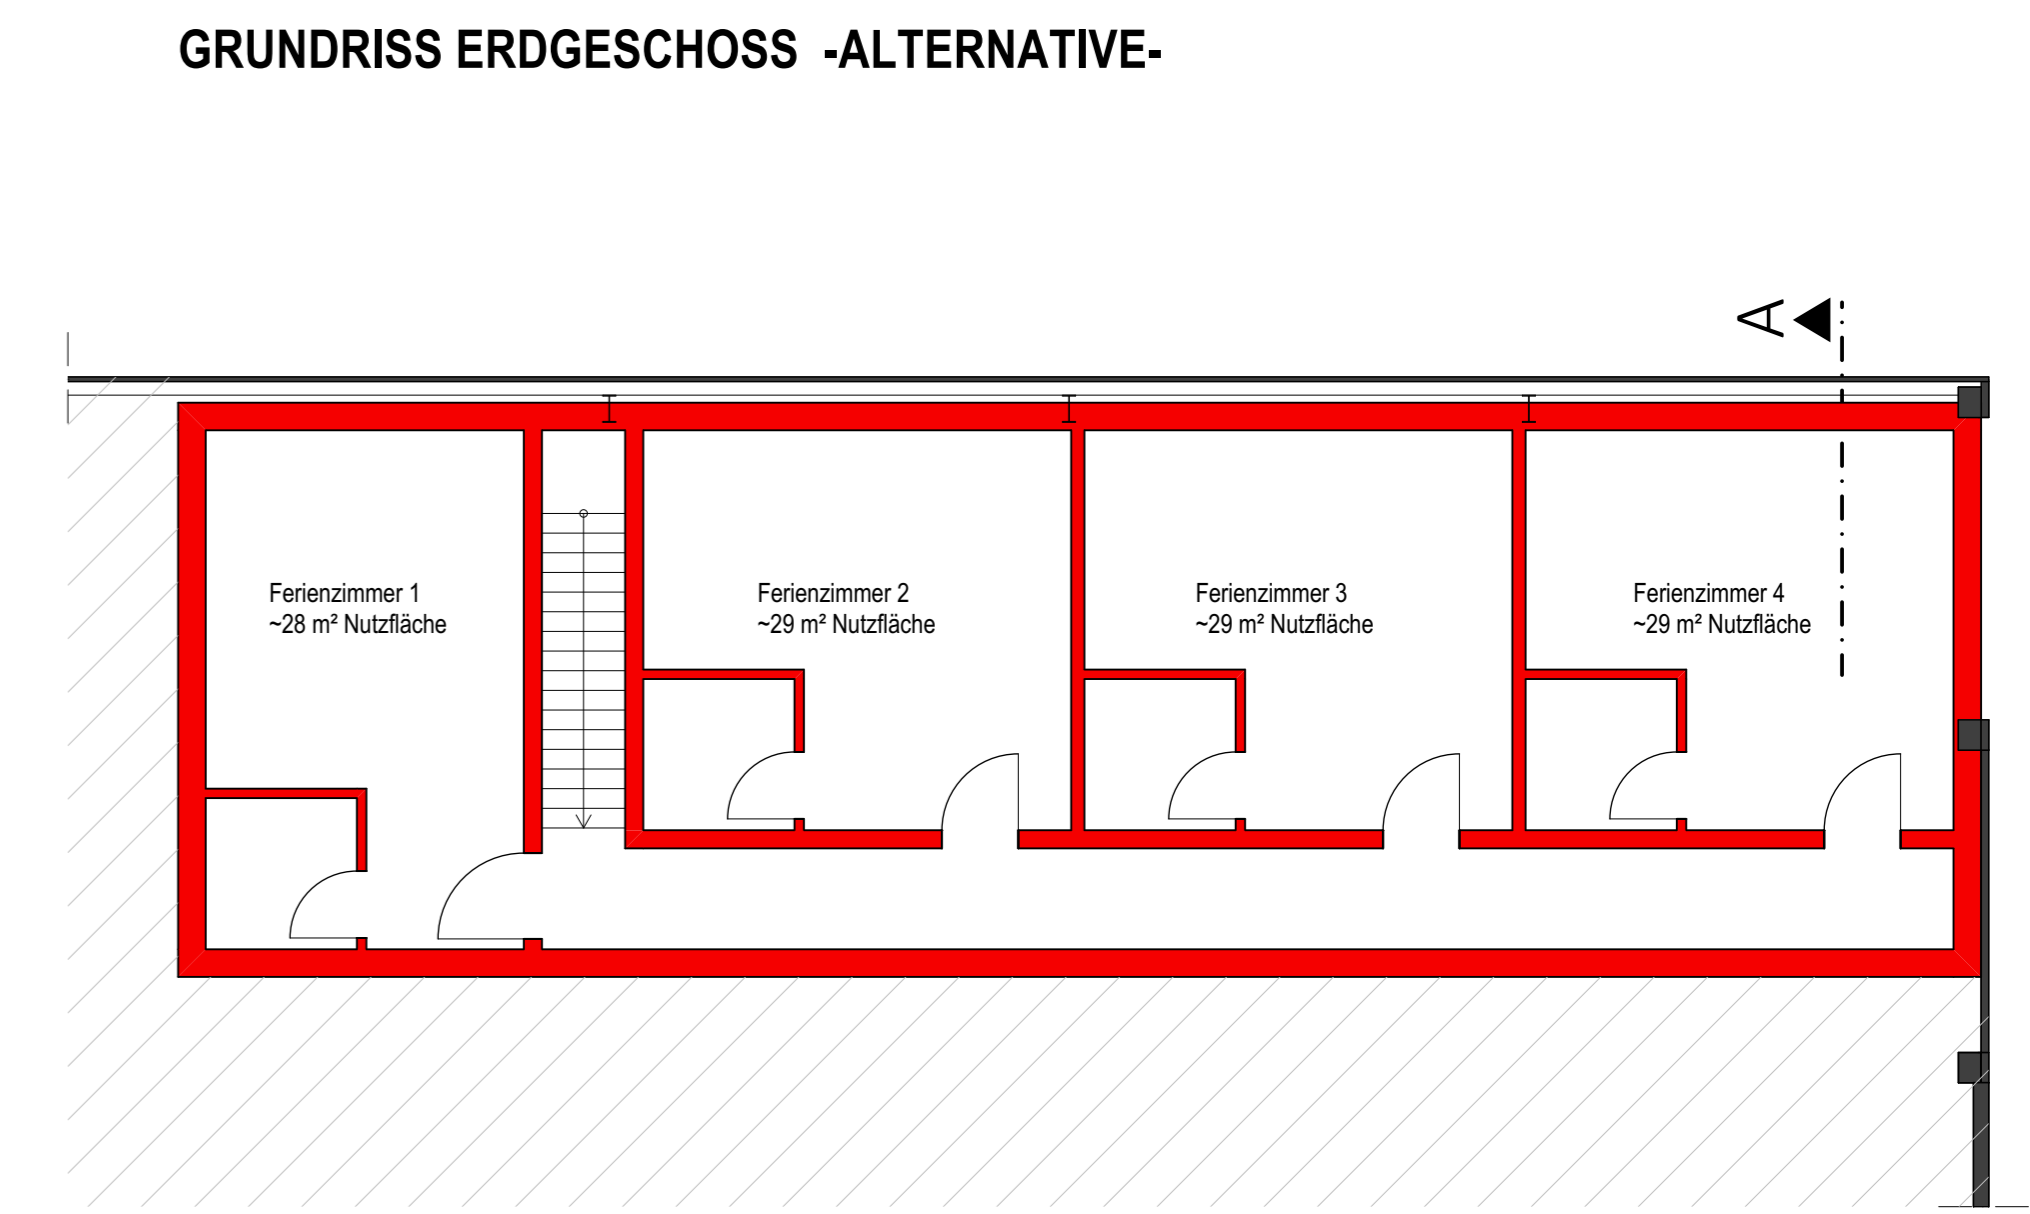 GRUNDRISS ERDGESCHOSS -ALTERNATIVE-
A
Ferienzimmer 1
~28 m² Nutzfläche
Ferienzimmer 2
~29 m² Nutzfläche
Ferienzimmer 3
~29 m² Nutzfläche
Ferienzimmer 4
~29 m² Nutzfläche